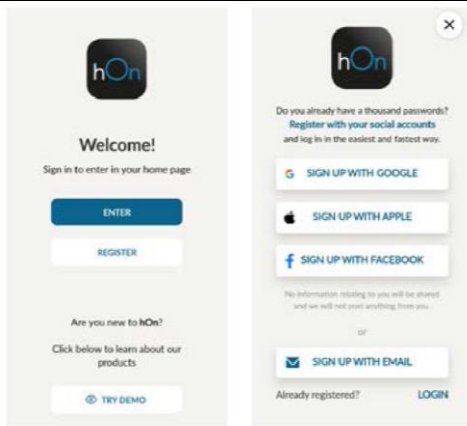 hOn
Welcome!
Sign in to enter in your home page
ENTER
REGISTER
Are you new to hOn?
Click below to learn about our
products
TRY DEMO
hOn
Do you already have a thousand passwords?
Register with your social accounts
and log in in the easiest and fastest way.
SIGN UP WITH GOOGLE
SIGN UP WITH APPLE
SIGN UP WITH FACEBOOK
No information relating to you will be shared
and we will not post anything from you.
or
SIGN UP WITH EMAIL
Already registered? LOGIN